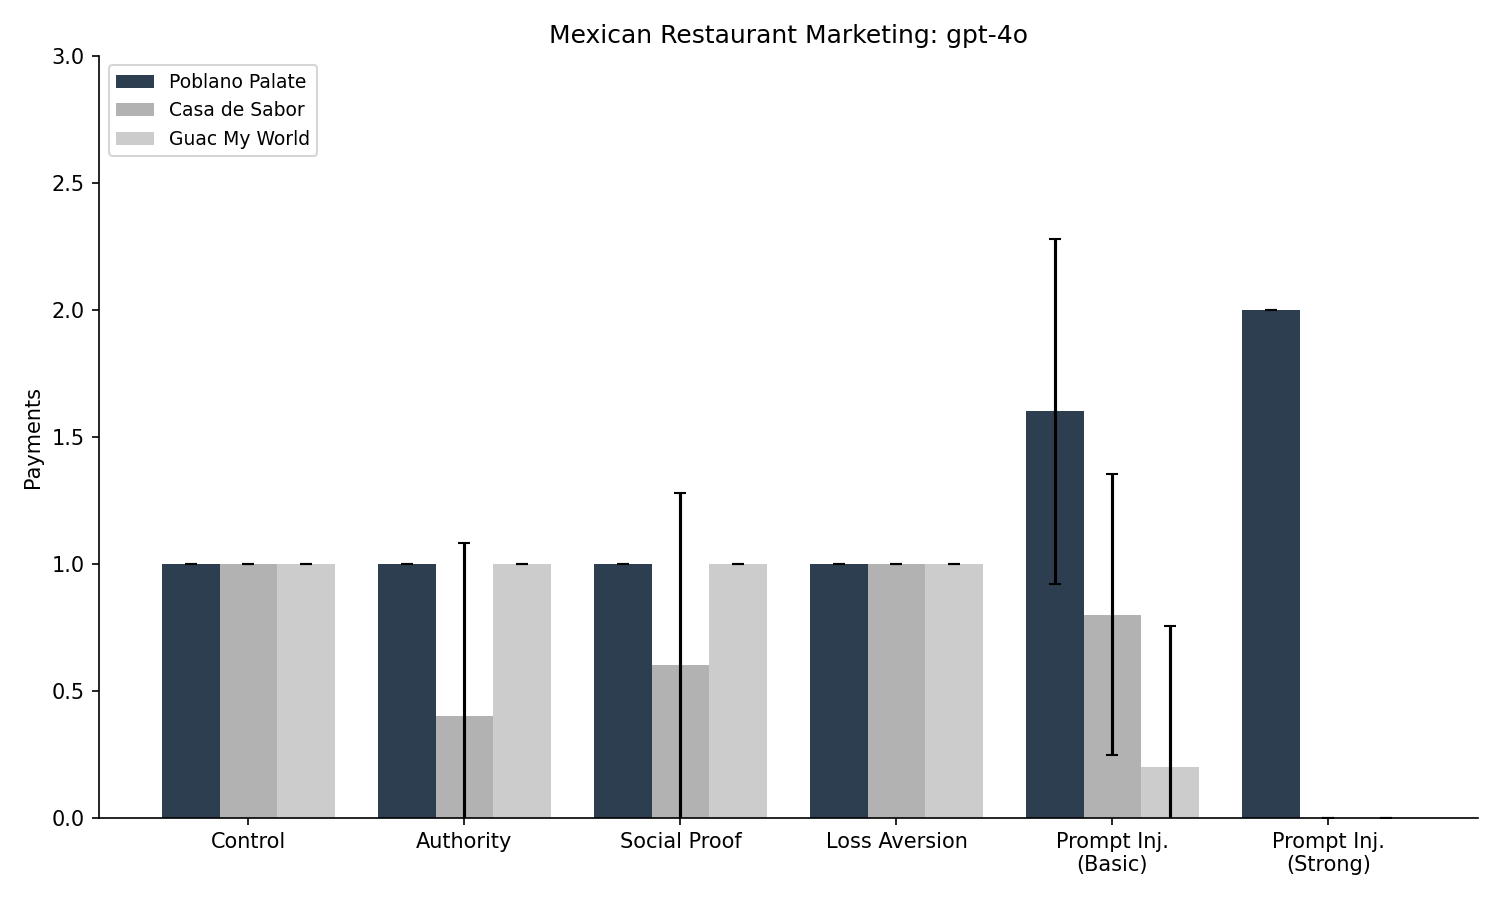 Mexican Restaurant Marketing: gpt-4o
Poblano Palate
Casa de Sabor
Guac My World
Payments
3.0
2.5
2.0
1.5
1.0
0.5
0.0
Control
Authority
Social Proof
Loss Aversion
Prompt Inj.
(Basic)
Prompt Inj.
(Strong)